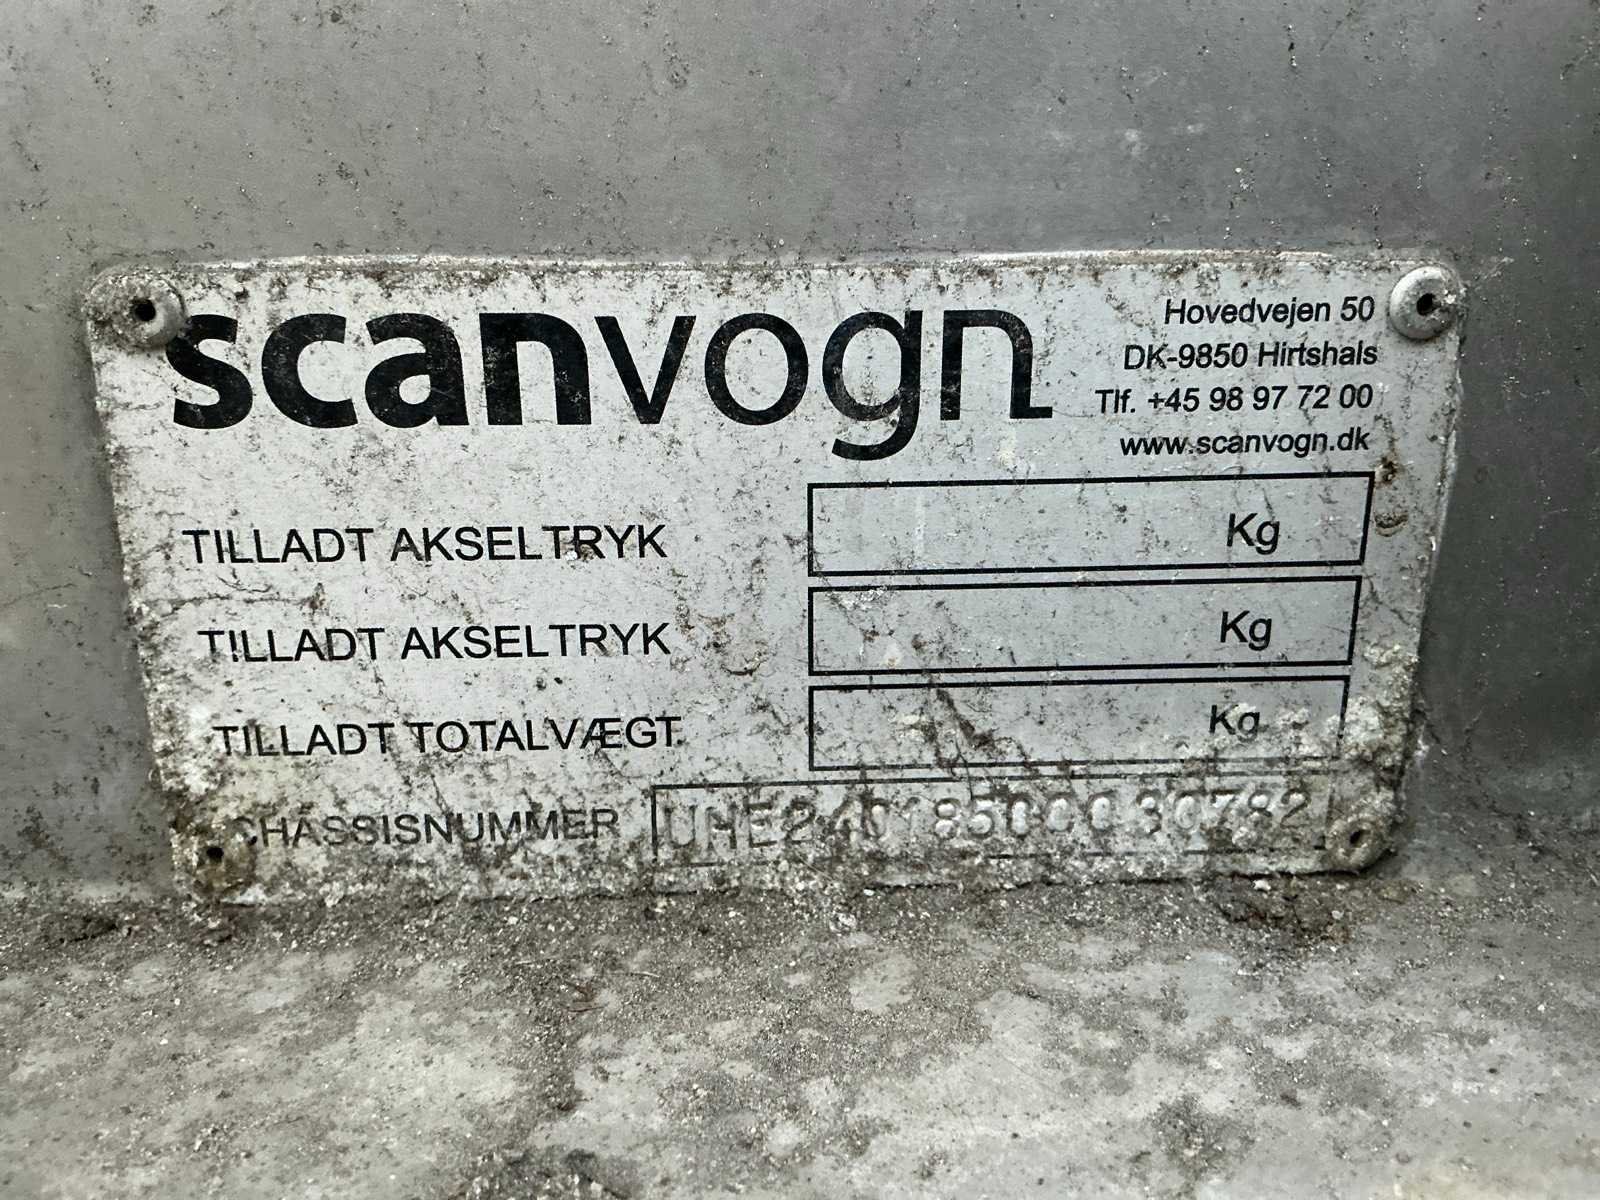 scanvogn
Hovedvejen 50
DK-9850 Hirtshals
Tlf. +45 98 97 72 00
www.scanvogn.dk
TILLADT AKSELTRYK Kg
TILLADT AKSELTRYK Kg
TILLADT TOTALVÆGT Kg
CHASSISNUMMER